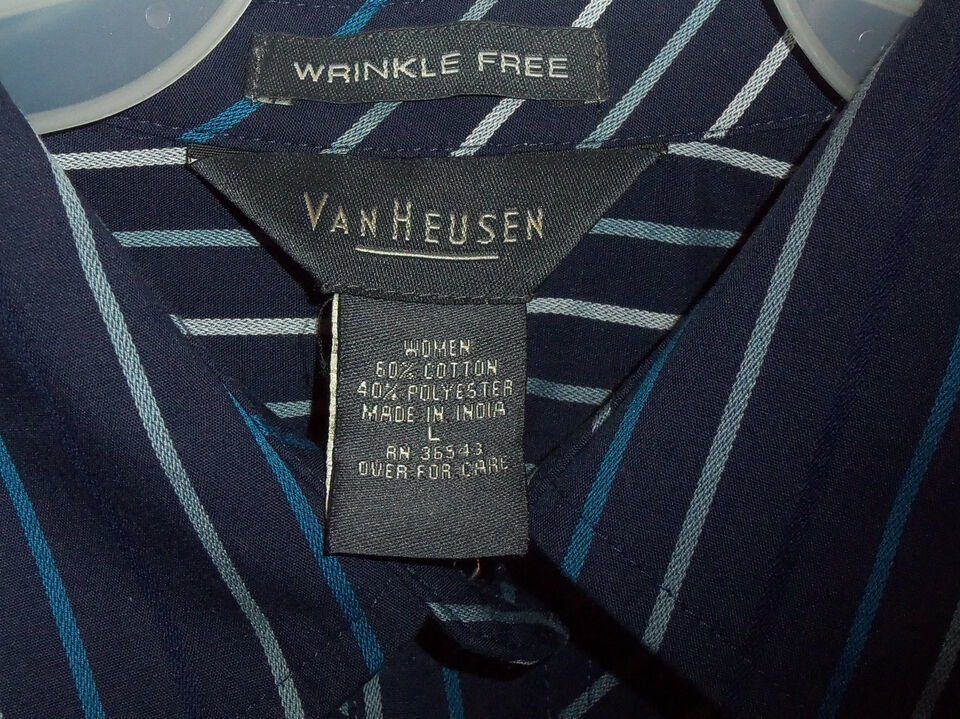 WRINKLE FREE
VAN HEUSEN
WOMEN
60% COTTON
40% POLYESTER
MADE IN INDIA
L
RN 36543
OVER FOR CARE